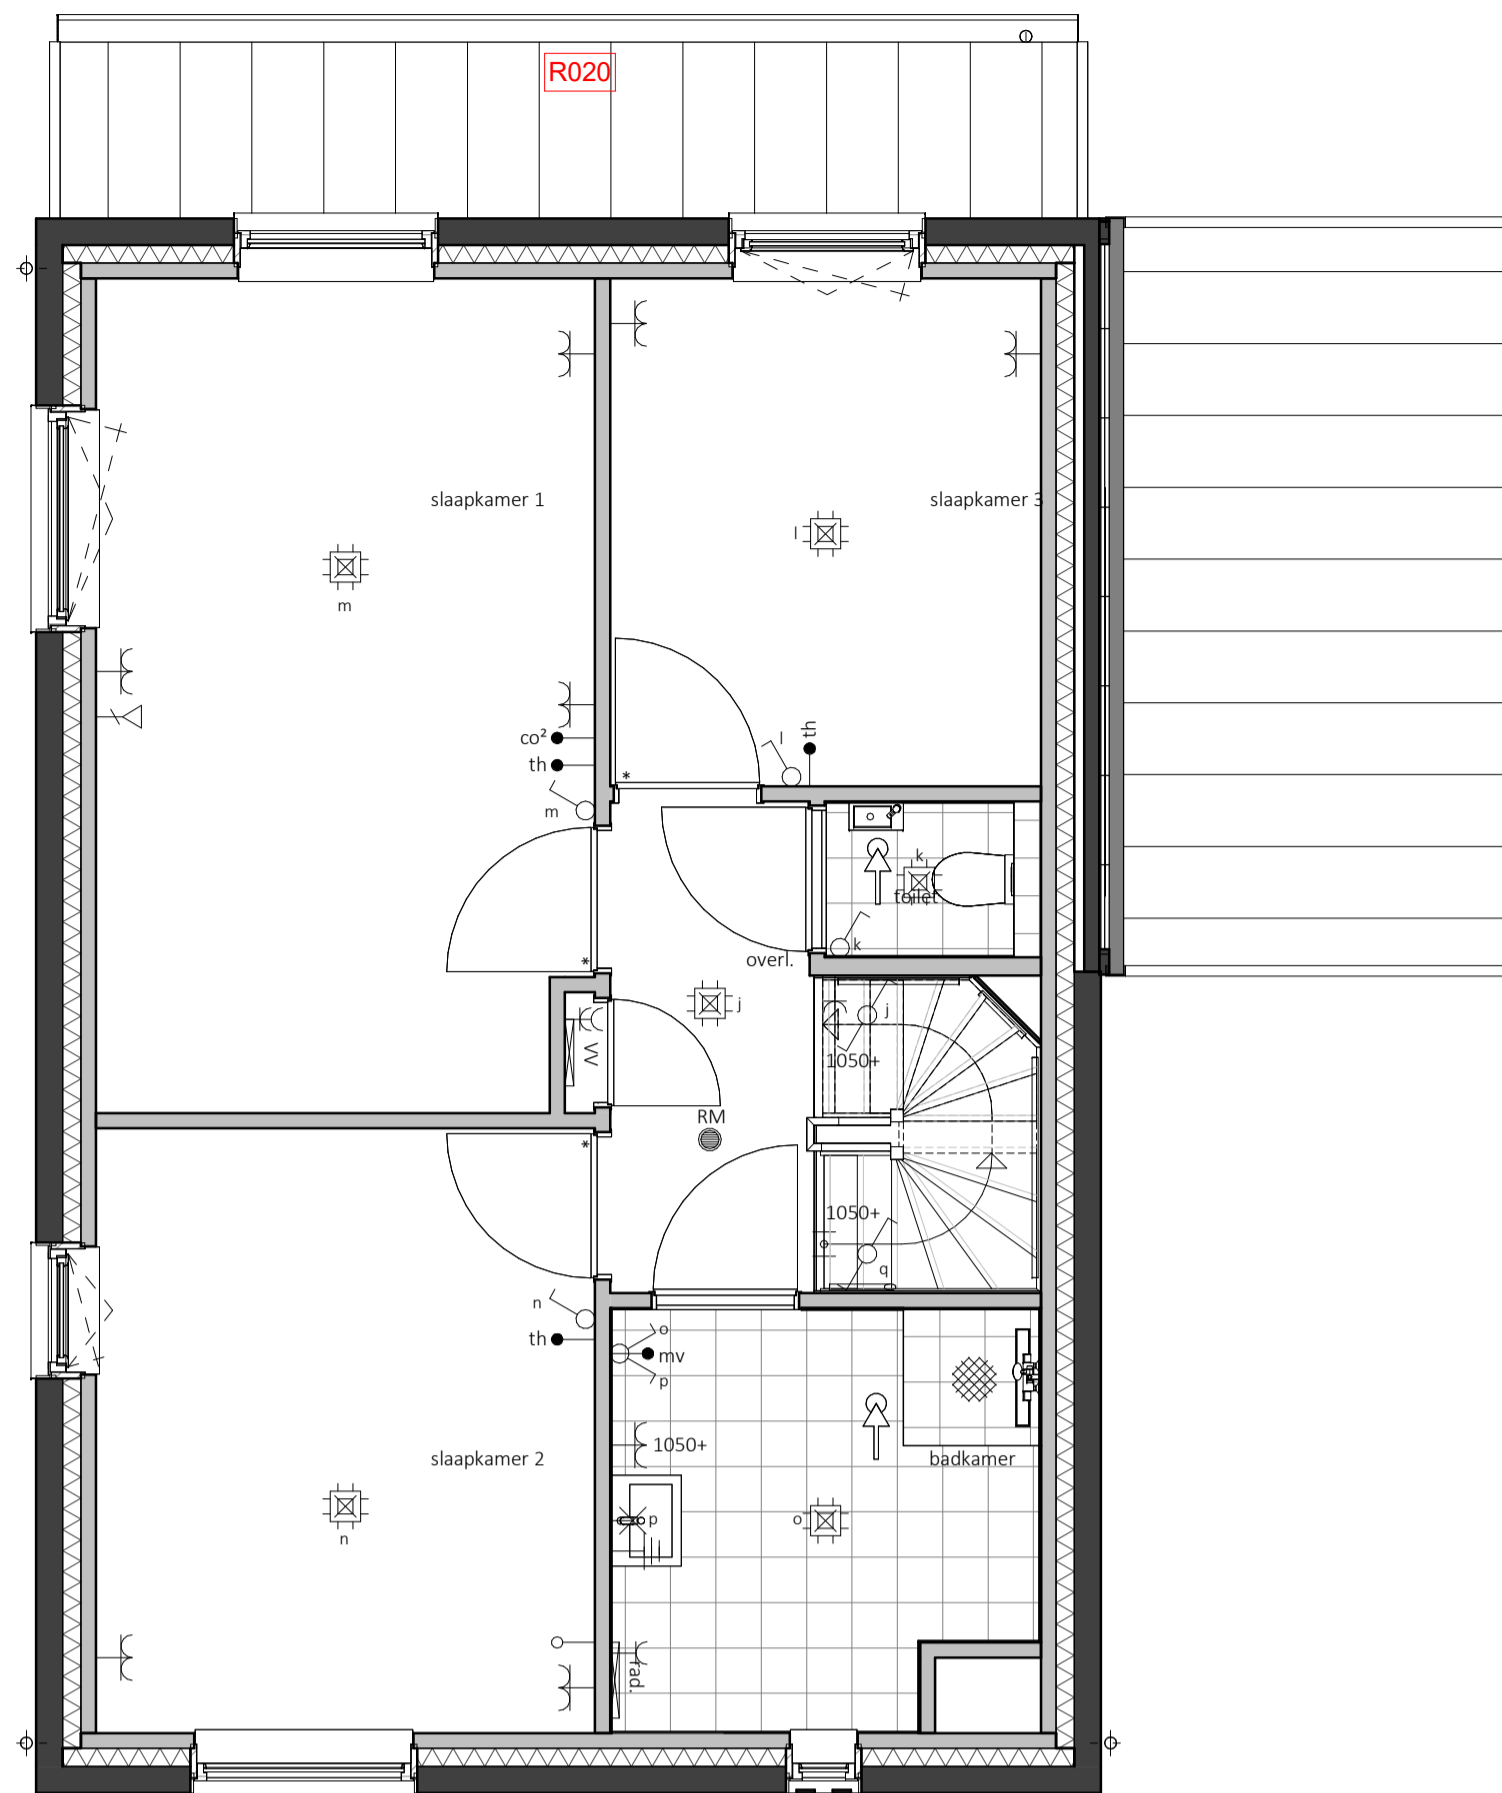 R020
slaapkamer 1
slaapkamer 3
l
m
co²
th
m
l
th
*
*
k
toilet
k
overl.
j
j
VV
1050+
RM
*
1050+
q
n
th
o
mv
p
1050+
slaapkamer 2
badkamer
n
p
o
rad.